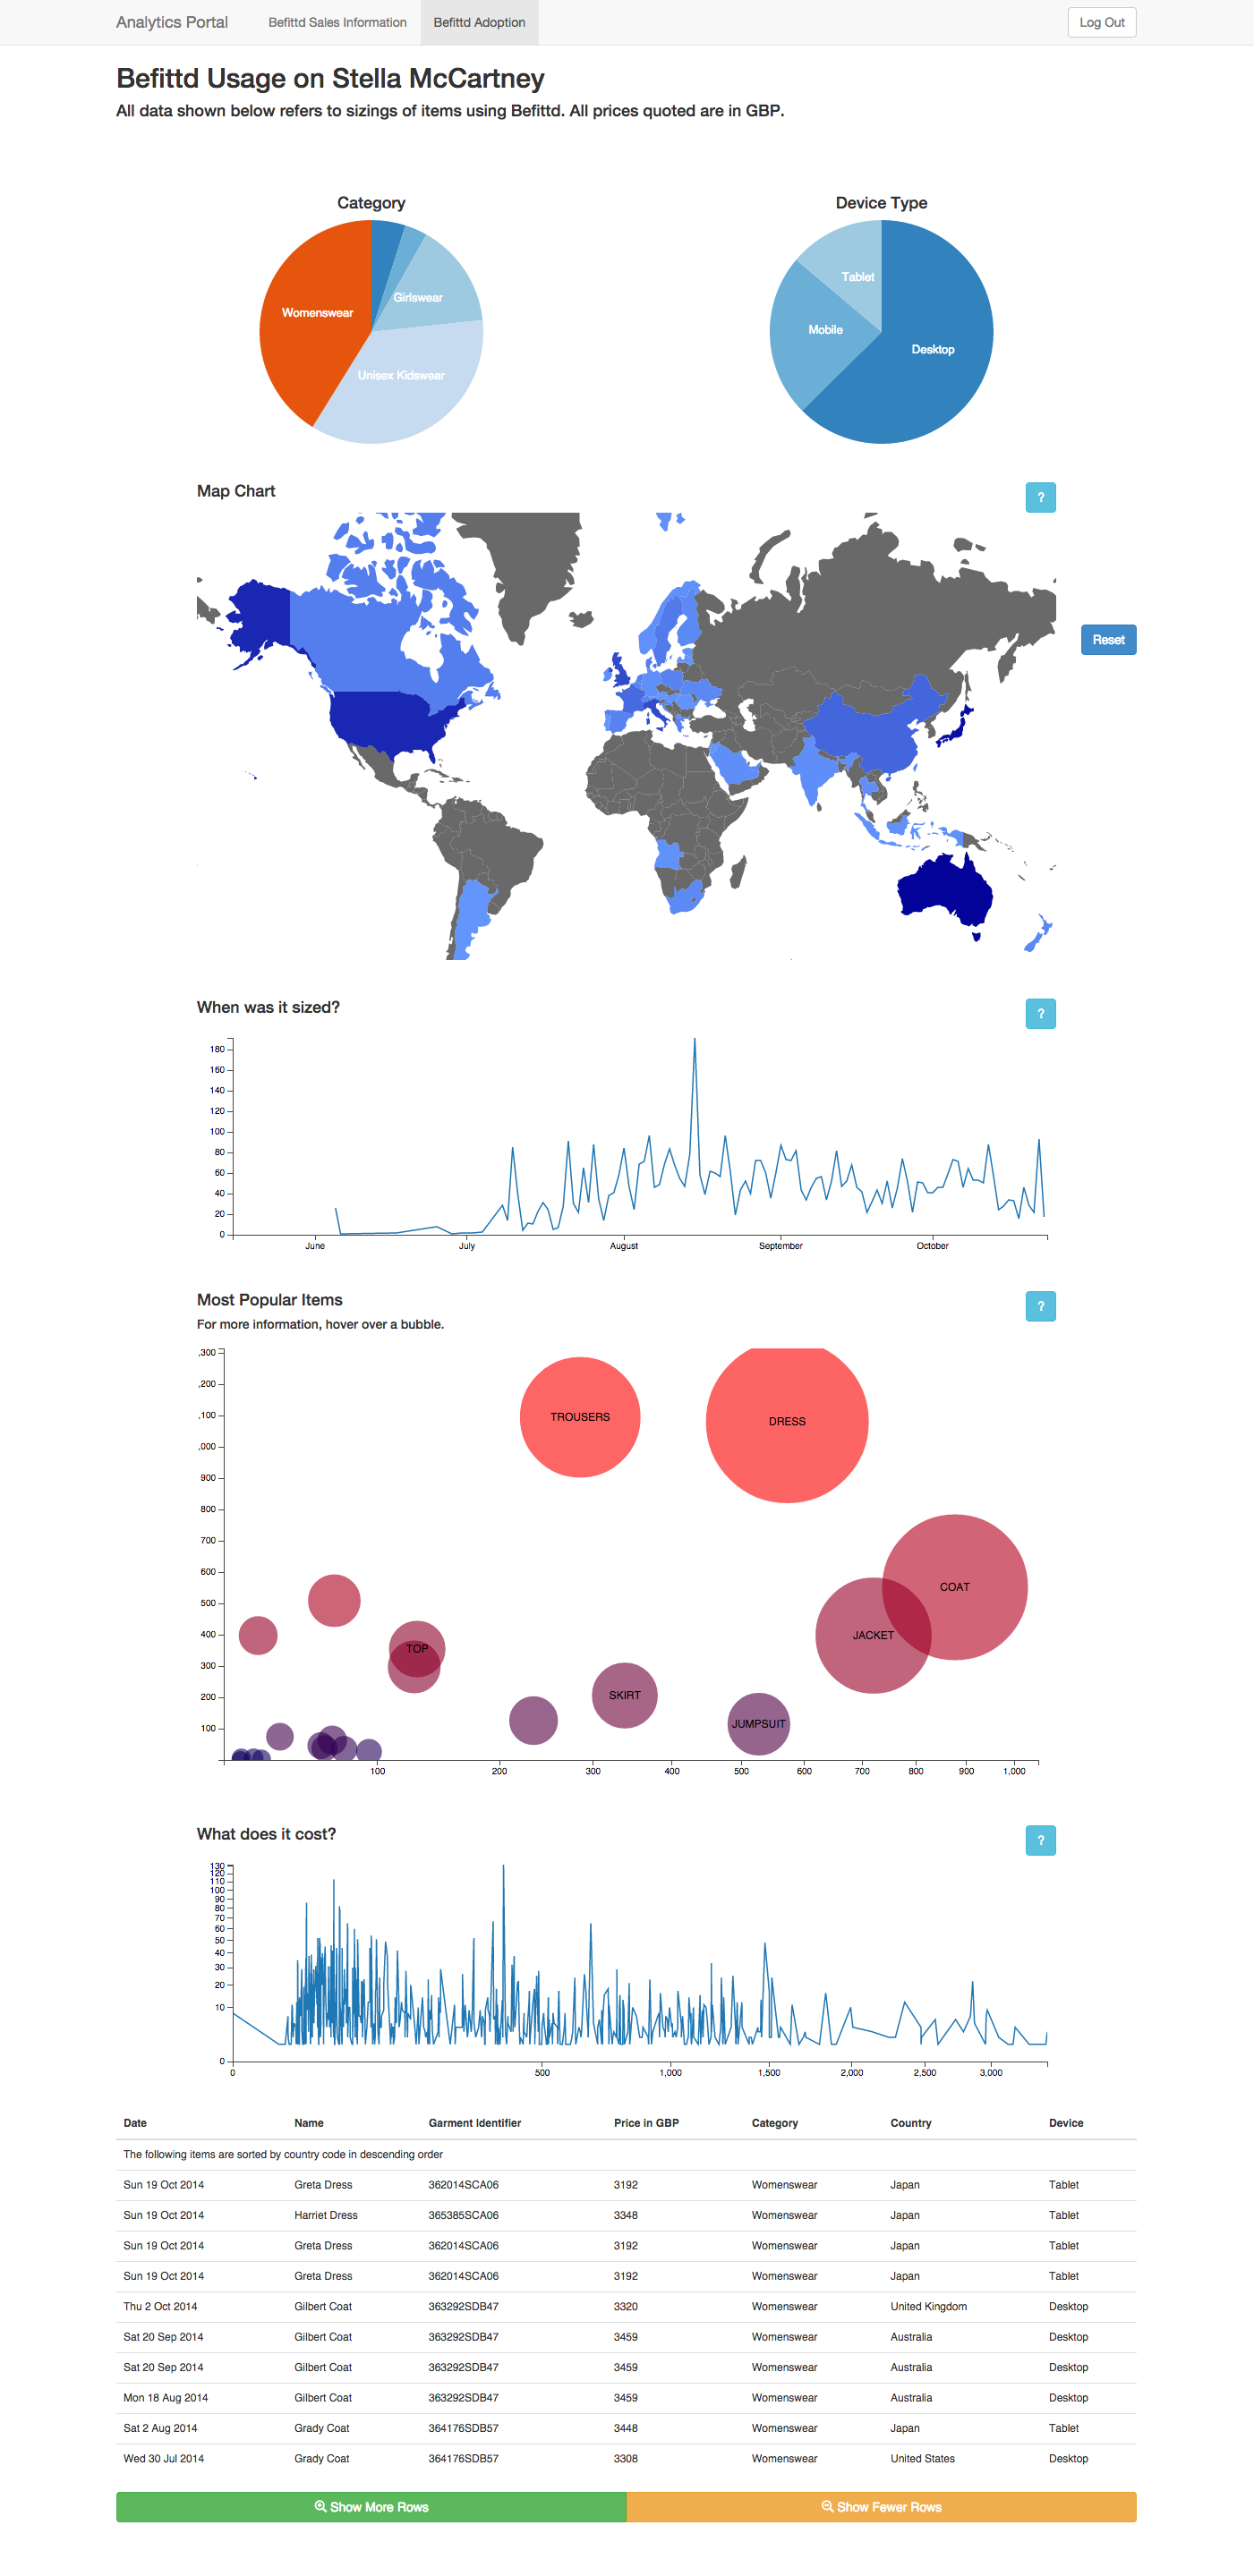 Analytics Portal Befittd Sales Information Befittd Adoption Log Out
Befittd Usage on Stella McCartney
All data shown below refers to sizings of items using Befittd. All prices quoted are in GBP.
Category Device Type
Womenswear
Girlswear
Unisex Kidswear
Tablet
Mobile
Desktop
Map Chart ?
Reset
When was it sized? ?
180
160
140
120
100
80
60
40
20
0
June July August September October
Most Popular Items ?
For more information, hover over a bubble.
,300
,200
,100
,000
900
800
700
600
500
400
300
200
100
TROUSERS
DRESS
COAT
JACKET
TOP
SKIRT
JUMPSUIT
100 200 300 400 500 600 700 800 900 1,000
What does it cost? ?
130
120
110
100
90
80
70
60
50
40
30
20
10
0
0 500 1,000 1,500 2,000 2,500 3,000
Date Name Garment Identifier Price in GBP Category Country Device
The following items are sorted by country code in descending order
Sun 19 Oct 2014 Greta Dress 362014SCA06 3192 Womenswear Japan Tablet
Sun 19 Oct 2014 Harriet Dress 365385SCA06 3348 Womenswear Japan Tablet
Sun 19 Oct 2014 Greta Dress 362014SCA06 3192 Womenswear Japan Tablet
Sun 19 Oct 2014 Greta Dress 362014SCA06 3192 Womenswear Japan Tablet
Thu 2 Oct 2014 Gilbert Coat 363292SDB47 3320 Womenswear United Kingdom Desktop
Sat 20 Sep 2014 Gilbert Coat 363292SDB47 3459 Womenswear Australia Desktop
Sat 20 Sep 2014 Gilbert Coat 363292SDB47 3459 Womenswear Australia Desktop
Mon 18 Aug 2014 Gilbert Coat 363292SDB47 3459 Womenswear Australia Desktop
Sat 2 Aug 2014 Grady Coat 364176SDB57 3448 Womenswear Japan Tablet
Wed 30 Jul 2014 Grady Coat 364176SDB57 3308 Womenswear United States Desktop
Show More Rows Show Fewer Rows